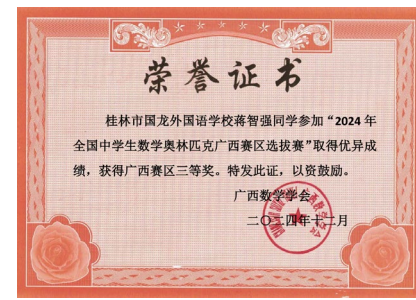 荣誉证书
桂林市国龙外国语学校蒋智强同学参加“2024年
全国中学生数学奥林匹克广西赛区选拔赛”取得优异成
绩，获得广西赛区三等奖。特发此证，以资鼓励。
广西数学学会
二〇二四年十二月